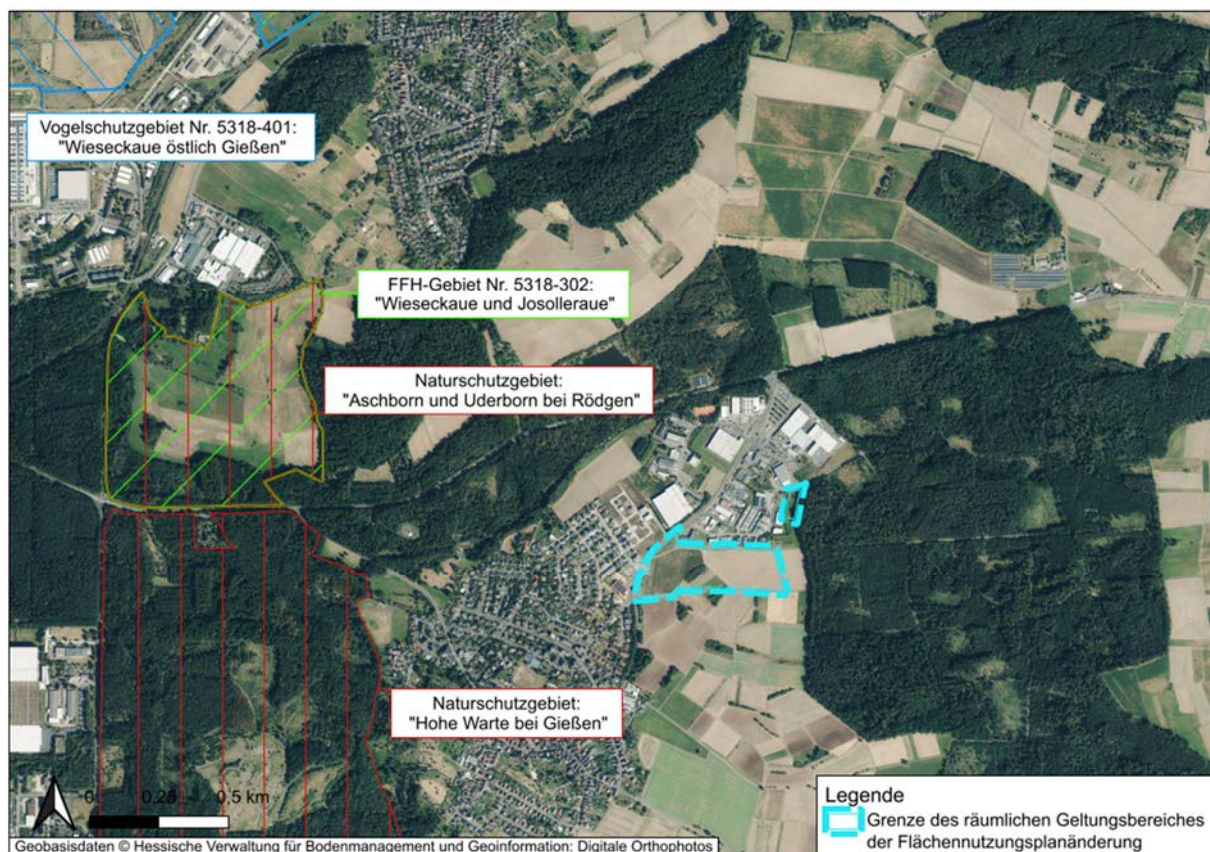 Vogelschutzgebiet Nr. 5318-401:
"Wieseckaue östlich Gießen"
FFH-Gebiet Nr. 5318-302:
"Wieseckaue und Josolleraue"
Naturschutzgebiet:
"Aschborn und Uderborn bei Rödgen"
Naturschutzgebiet:
"Hohe Warte bei Gießen"
0 0,25 0,5 km
Legende
Grenze des räumlichen Geltungsbereiches
der Flächennutzungsplanänderung
Geobasisdaten © Hessische Verwaltung für Bodenmanagement und Geoinformation: Digitale Orthophotos